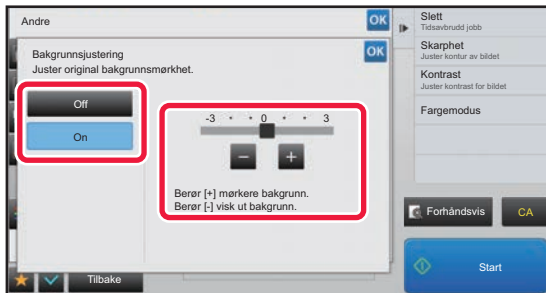 Andre
OK
Bakgrunnsjustering
Juster original bakgrunnsmørkhet.
OK
Off
On
-3 • • 0 • • 3
− +
Berør [+] mørkere bakgrunn.
Berør [-] visk ut bakgrunn.
Tilbake
Slett
Tidsavbrudd jobb
Skarphet
Juster kontur av bildet
Kontrast
Juster kontrast for bildet
Fargemodus
Forhåndsvis
CA
Start